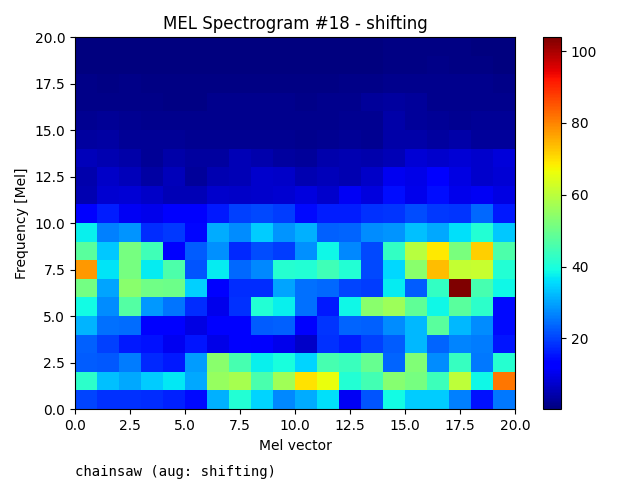 MEL Spectrogram #18 - shifting
20.0
17.5
15.0
12.5
10.0
7.5
5.0
2.5
0.0
Frequency [Mel]
0.0 2.5 5.0 7.5 10.0 12.5 15.0 17.5 20.0
Mel vector
100
80
60
40
20
chainsaw (aug: shifting)